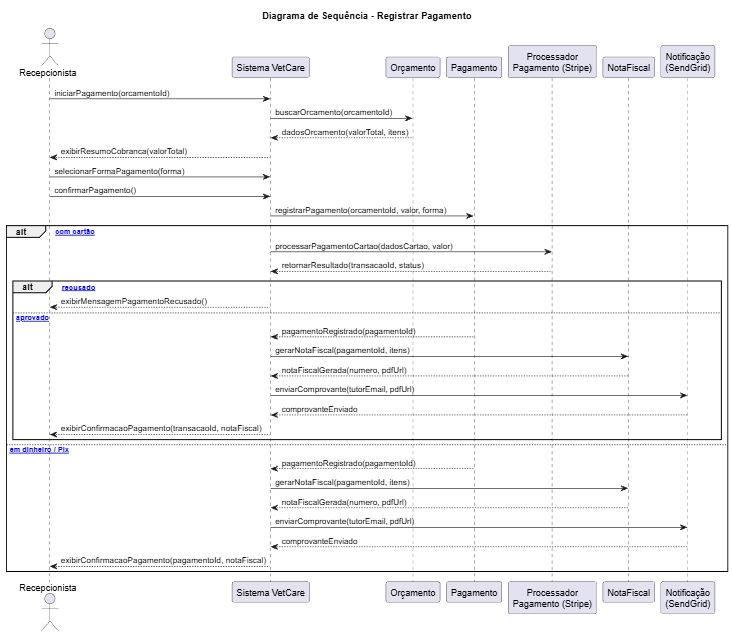 Diagrama de Sequência - Registrar Pagamento
Recepcionista
Sistema VetCare
Orçamento
Pagamento
Processador
Pagamento (Stripe)
NotaFiscal
Notificação
(SendGrid)
iniciarPagamento(orcamentoId)
buscarOrcamento(orcamentoId)
dadosOrcamento(valorTotal, itens)
exibirResumoCobranca(valorTotal)
selecionarFormaPagamento(forma)
confirmarPagamento()
registrarPagamento(orcamentoId, valor, forma)
alt
com cartão
processarPagamentoCartao(dadosCartao, valor)
retornarResultado(transacaoId, status)
alt
recusado
exibirMensagemPagamentoRecusado()
aprovado
pagamentoRegistrado(pagamentoId)
gerarNotaFiscal(pagamentoId, itens)
notaFiscalGerada(numero, pdfUrl)
enviarComprovante(tutorEmail, pdfUrl)
comprovanteEnviado
exibirConfirmacaoPagamento(transacaoId, notaFiscal)
em dinheiro / Pix
pagamentoRegistrado(pagamentoId)
gerarNotaFiscal(pagamentoId, itens)
notaFiscalGerada(numero, pdfUrl)
enviarComprovante(tutorEmail, pdfUrl)
comprovanteEnviado
exibirConfirmacaoPagamento(pagamentoId, notaFiscal)
Recepcionista
Sistema VetCare
Orçamento
Pagamento
Processador
Pagamento (Stripe)
NotaFiscal
Notificação
(SendGrid)